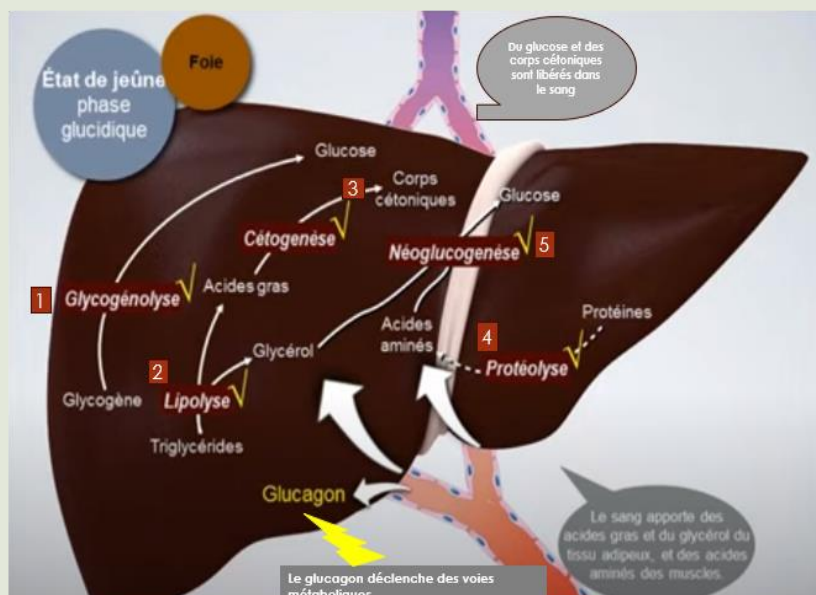 État de jeûne
phase
glucidique
Foie
Du glucose et des
corps cétoniques
sont libérés dans
le sang
Glucose
3
Corps
cétoniques
Glucose
Cétogenèse
Néoglucogenèse
5
1
Glycogénolyse
Acides gras
Protéines
Acides
aminés
4
Glycérol
2
Protéolyse
Glycogène
Lipolyse
Triglycérides
Glucagon
Le sang apporte des
acides gras et du glycérol du
tissu adipeux, et des acides
aminés des muscles.
Le glucagon déclenche des voies
métaboliques